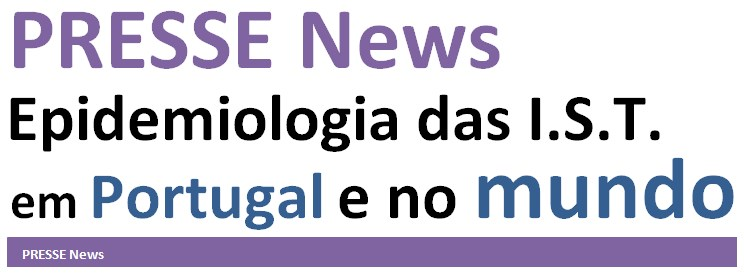 PRESSE News
Epidemiologia das I.S.T.
em Portugal e no mundo
PRESSE News